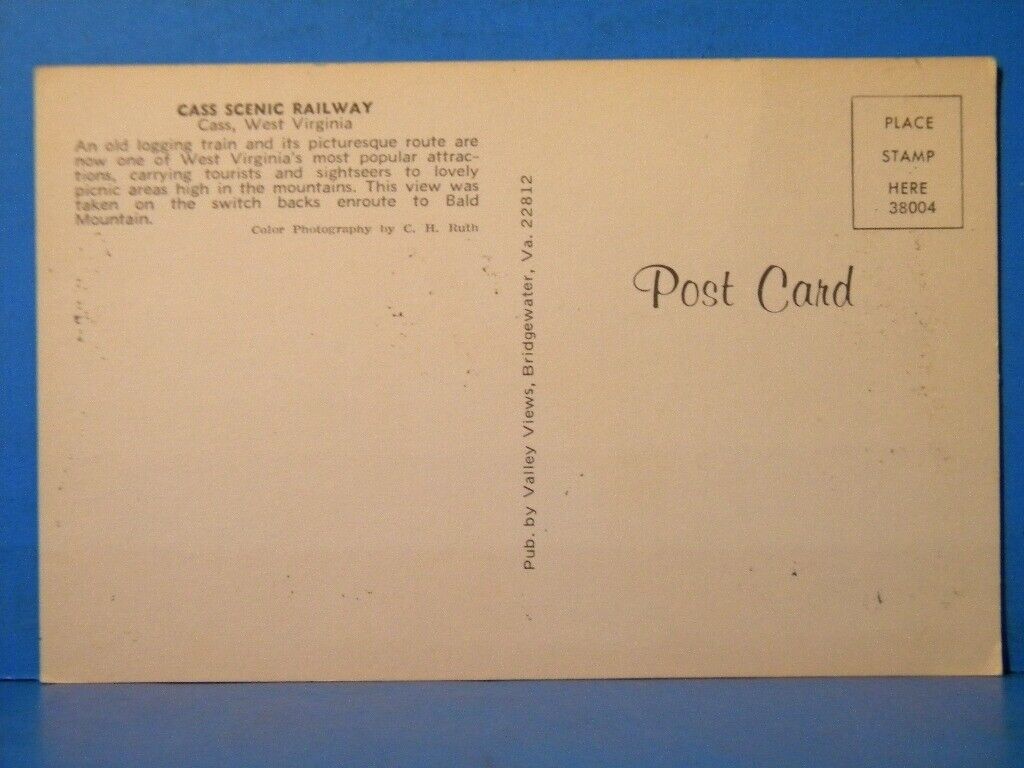 CASS SCENIC RAILWAY
Cass, West Virginia
An old logging train and its picturesque route are
now one of West Virginia's most popular attrac-
tions, carrying tourists and sightseers to lovely
picnic areas high in the mountains. This view was
taken on the switch backs enroute to Bald
Mountain.
Color Photography by C. H. Ruth
Pub. by Valley Views, Bridgewater, Va. 22812
PLACE
STAMP
HERE
38004
Post Card